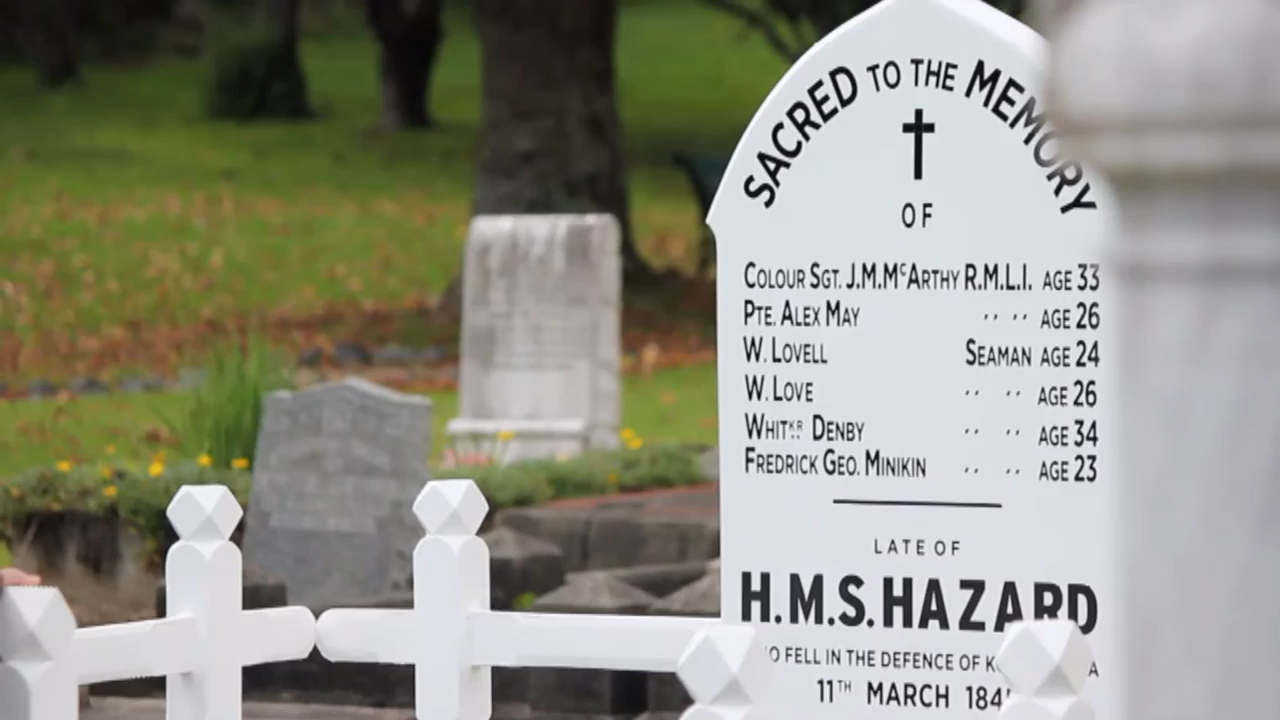 SACRED TO THE MEMORY
OF
COLOUR SGT. J.M.McARTHY R.M.L.I. AGE 33
PTE. ALEX MAY " " AGE 26
W. LOVELL SEAMAN AGE 24
W. LOVE " " AGE 26
WHITKR. DENBY " " AGE 34
FREDRICK GEO. MINIKIN " " AGE 23
LATE OF
H.M.S. HAZARD
FELL IN THE DEFENCE OF
11TH MARCH